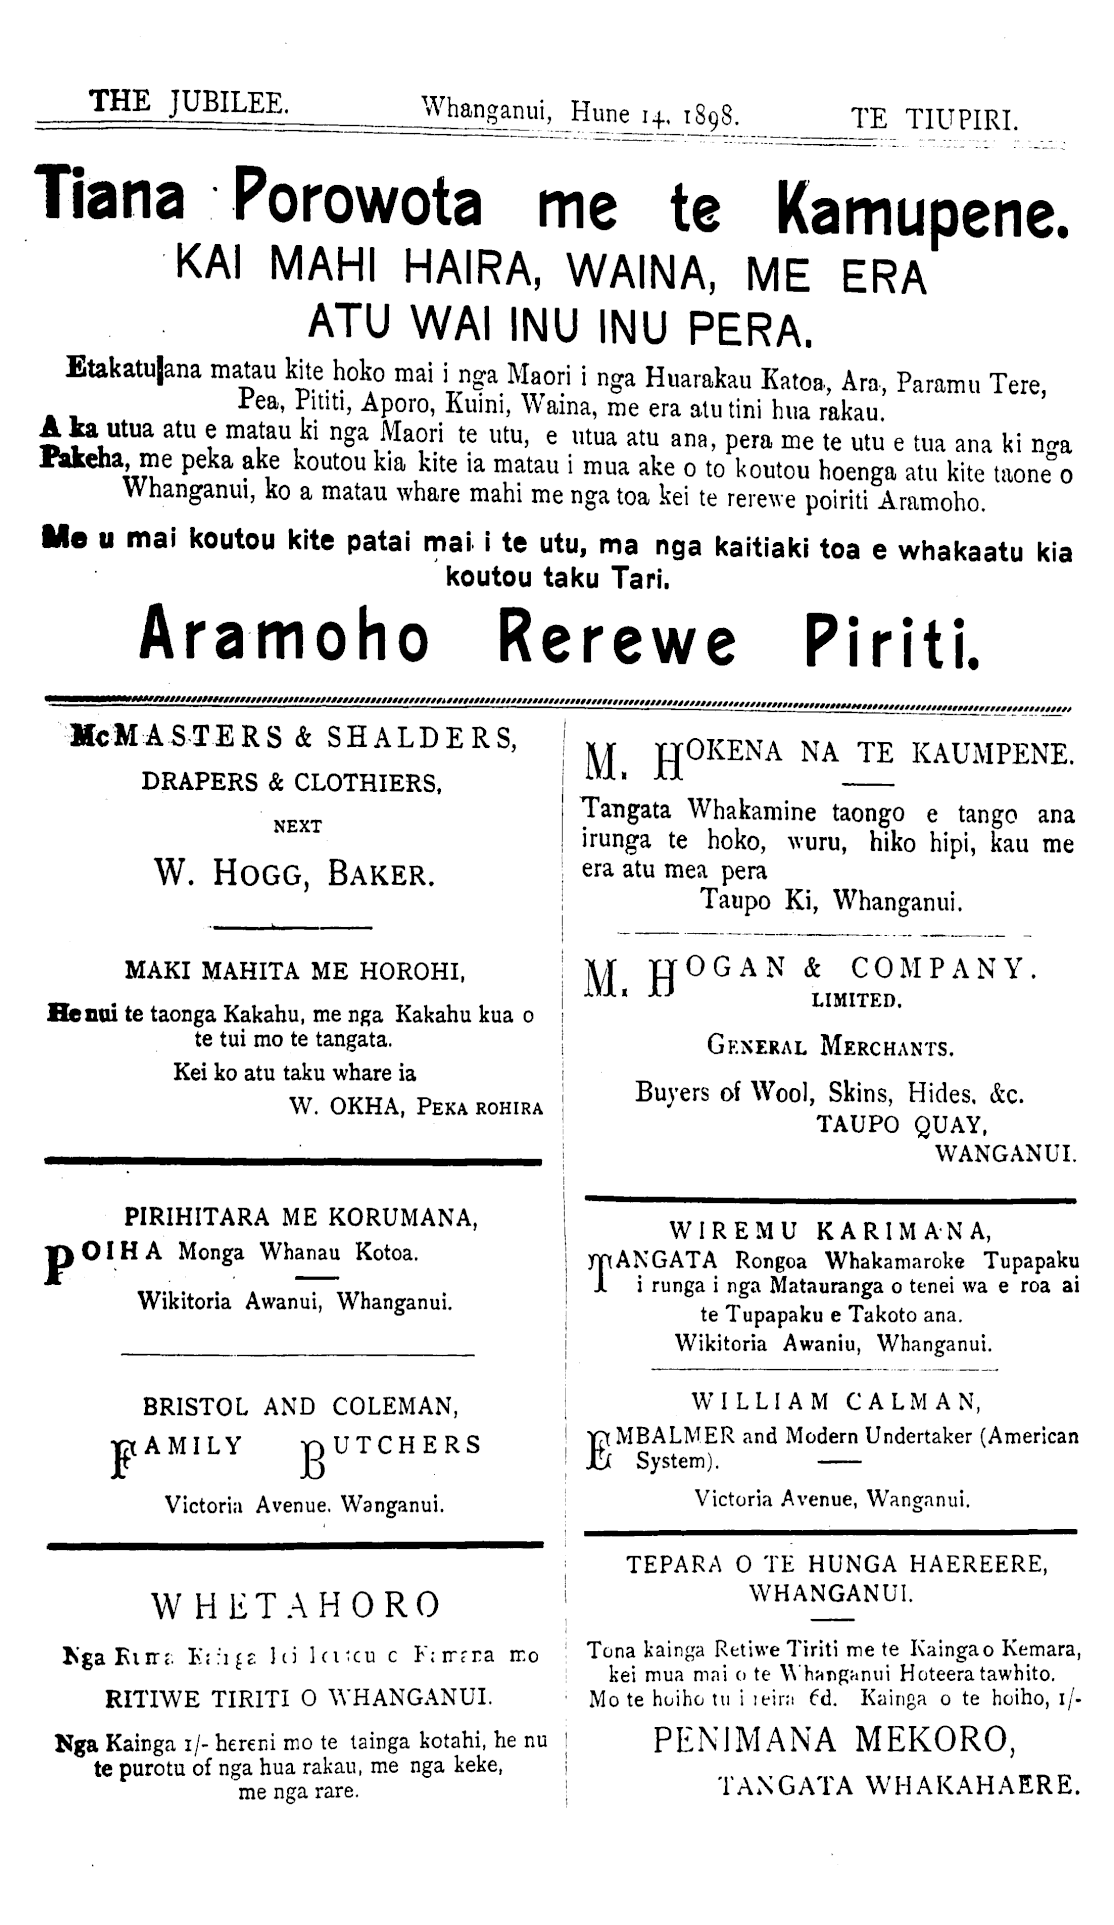 THE JUBILEE. Whanganui, Hune 14, 1898. TE TIUPIRI.
Tiana Porowota me te Kamupene.
KAI MAHI HAIRA, WAINA, ME ERA
ATU WAI INU INU PERA.
Etakatu ana matau kite hoko mai i nga Maori i nga Huarakau Katoa, Ara, Paramu Tere,
Pea, Pititi, Aporo, Kuini, Waina, me era atu tini hua rakau.
A ka utua atu e matau ki nga Maori te utu, e utua atu ana, pera me te utu e tua ana ki nga
Pakeha, me peka ake koutou kia kite ia matau i mua ake o to koutou hoenga atu kite taone o
Whanganui, ko a matau whare mahi me nga toa kei te rerewe poiriti Aramoho.
Me u mai koutou kite patai mai i te utu, ma nga kaitiaki toa e whakaatu kia
koutou taku Tari.
Aramoho Rerewe Piriti.
McMASTERS & SHALDERS,
DRAPERS & CLOTHIERS,
NEXT
W. HOGG, BAKER.
MAKI MAHITA ME HOROHI,
He nui te taonga Kakahu, me nga Kakahu kua o
te tui mo te tangata.
Kei ko atu taku whare ia
W. OKHA, PEKA ROHIRA
PIRIHITARA ME KORUMANA,
POIHA Monga Whanau Kotoa.
Wikitoria Awanui, Whanganui.
BRISTOL AND COLEMAN,
FAMILY BUTCHERS
Victoria Avenue. Wanganui.
WHETAHORO
Nga mo
RITIWE TIRITI O WHANGANUI.
Nga Kainga 1/- hereni mo te tainga kotahi, he nu
te purotu of nga hua rakau, me nga keke,
me nga rare.
M. HOKENA NA TE KAUMPENE.
Tangata Whakamine taongo e tango ana
irunga te hoko, wuru, hiko hipi, kau me
era atu mea pera
Taupo Ki, Whanganui.
M. HOGAN & COMPANY.
LIMITED.
GENERAL MERCHANTS.
Buyers of Wool, Skins, Hides, &c.
TAUPO QUAY,
WANGANUI.
WIREMU KARIMANA,
TANGATA Rongoa Whakamaroke Tupapaku
i runga i nga Matauranga o tenei wa e roa ai
te Tupapaku e Takoto ana.
Wikitoria Awaniu, Whanganui.
WILLIAM CALMAN,
EMBALMER and Modern Undertaker (American
System).
Victoria Avenue, Wanganui.
TEPARA O TE HUNGA HAEREERE,
WHANGANUI.
Tona kainga Retiwe Tiriti me te Kainga o Kemara,
kei mua mai o te Whanganui Hoteera tawhito.
Mo te hoiho tu i reira 6d. Kainga o te hoiho, 1/-
PENIMANA MEKORO,
TANGATA WHAKAHAERE.